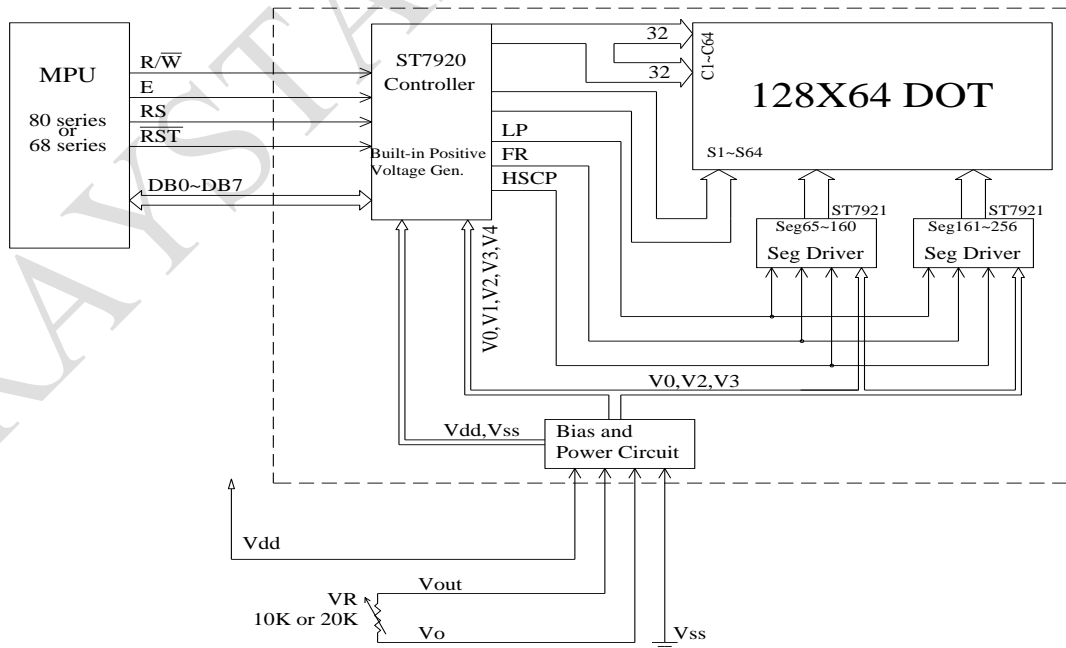 MPU
80 series
or
68 series
R/W̅
E
RS
R̅S̅T̅
DB0~DB7
ST7920
Controller
Built-in Positive
Voltage Gen.
LP
FR
HSCP
32
32
C1~C64
128X64 DOT
S1~S64
ST7921
Seg65~160
Seg Driver
ST7921
Seg161~256
Seg Driver
V0,V1,V2,V3,V4
V0,V2,V3
Vdd,Vss
Bias and
Power Circuit
Vdd
Vout
VR
10K or 20K
Vo
Vss